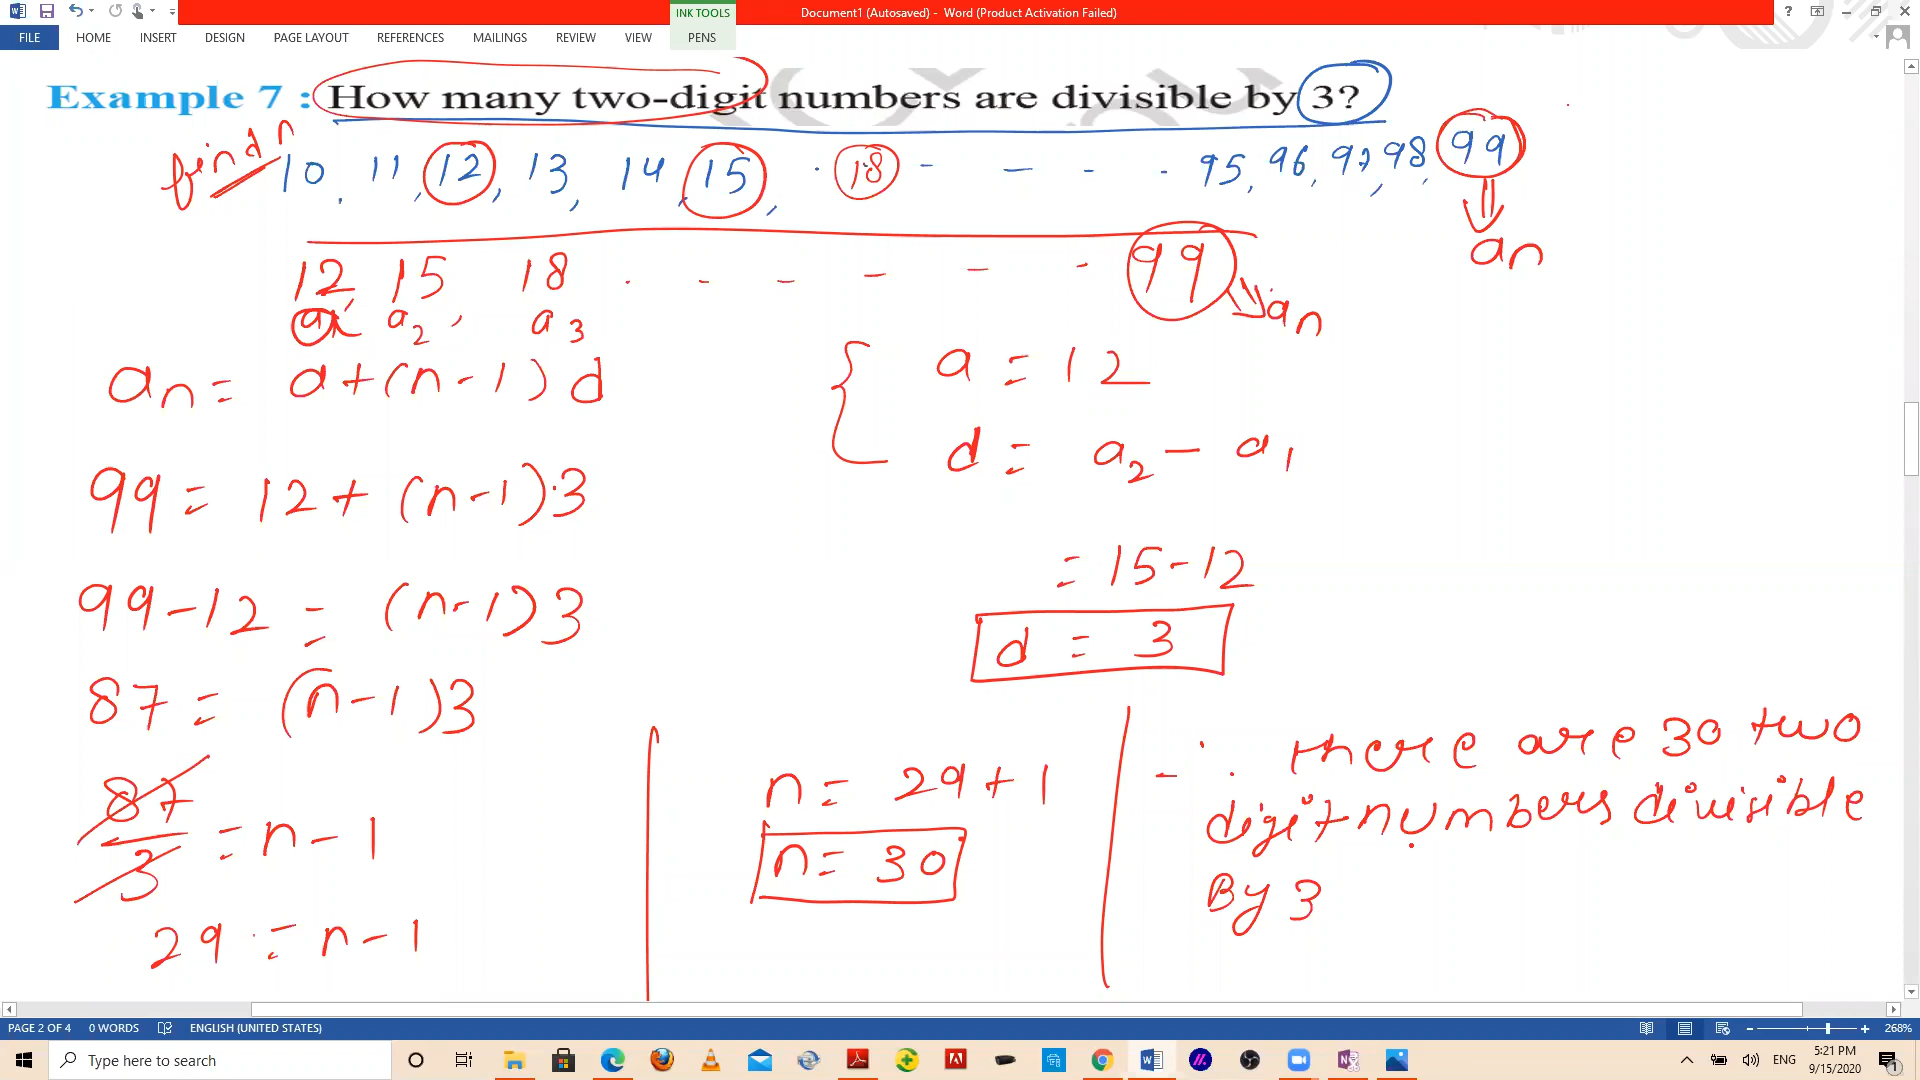 INK TOOLS
Document1 (Autosaved) - Word (Product Activation Failed)
FILE HOME INSERT DESIGN PAGE LAYOUT REFERENCES MAILINGS REVIEW VIEW PENS
Example 7 : How many two-digit numbers are divisible by 3?
find n
10, 11, 12, 13, 14, 15, . 18 - - - . 95, 96, 97, 98, 99
an
12, 15, 18 . - - - - - 99
a2, a3
an
an = a+(n-1)d
a = 12
d = a2 - a1
99 = 12+(n-1).3
= 15-12
99-12 = (n-1)3
d = 3
87 = (n-1)3
87/3 = n-1
29 = n-1
n = 29+1
n = 30
∴ There are 30 two
digit numbers divisible
By 3
PAGE 2 OF 4 0 WORDS ENGLISH (UNITED STATES) 268%
Type here to search
ENG
5:21 PM
9/15/2020